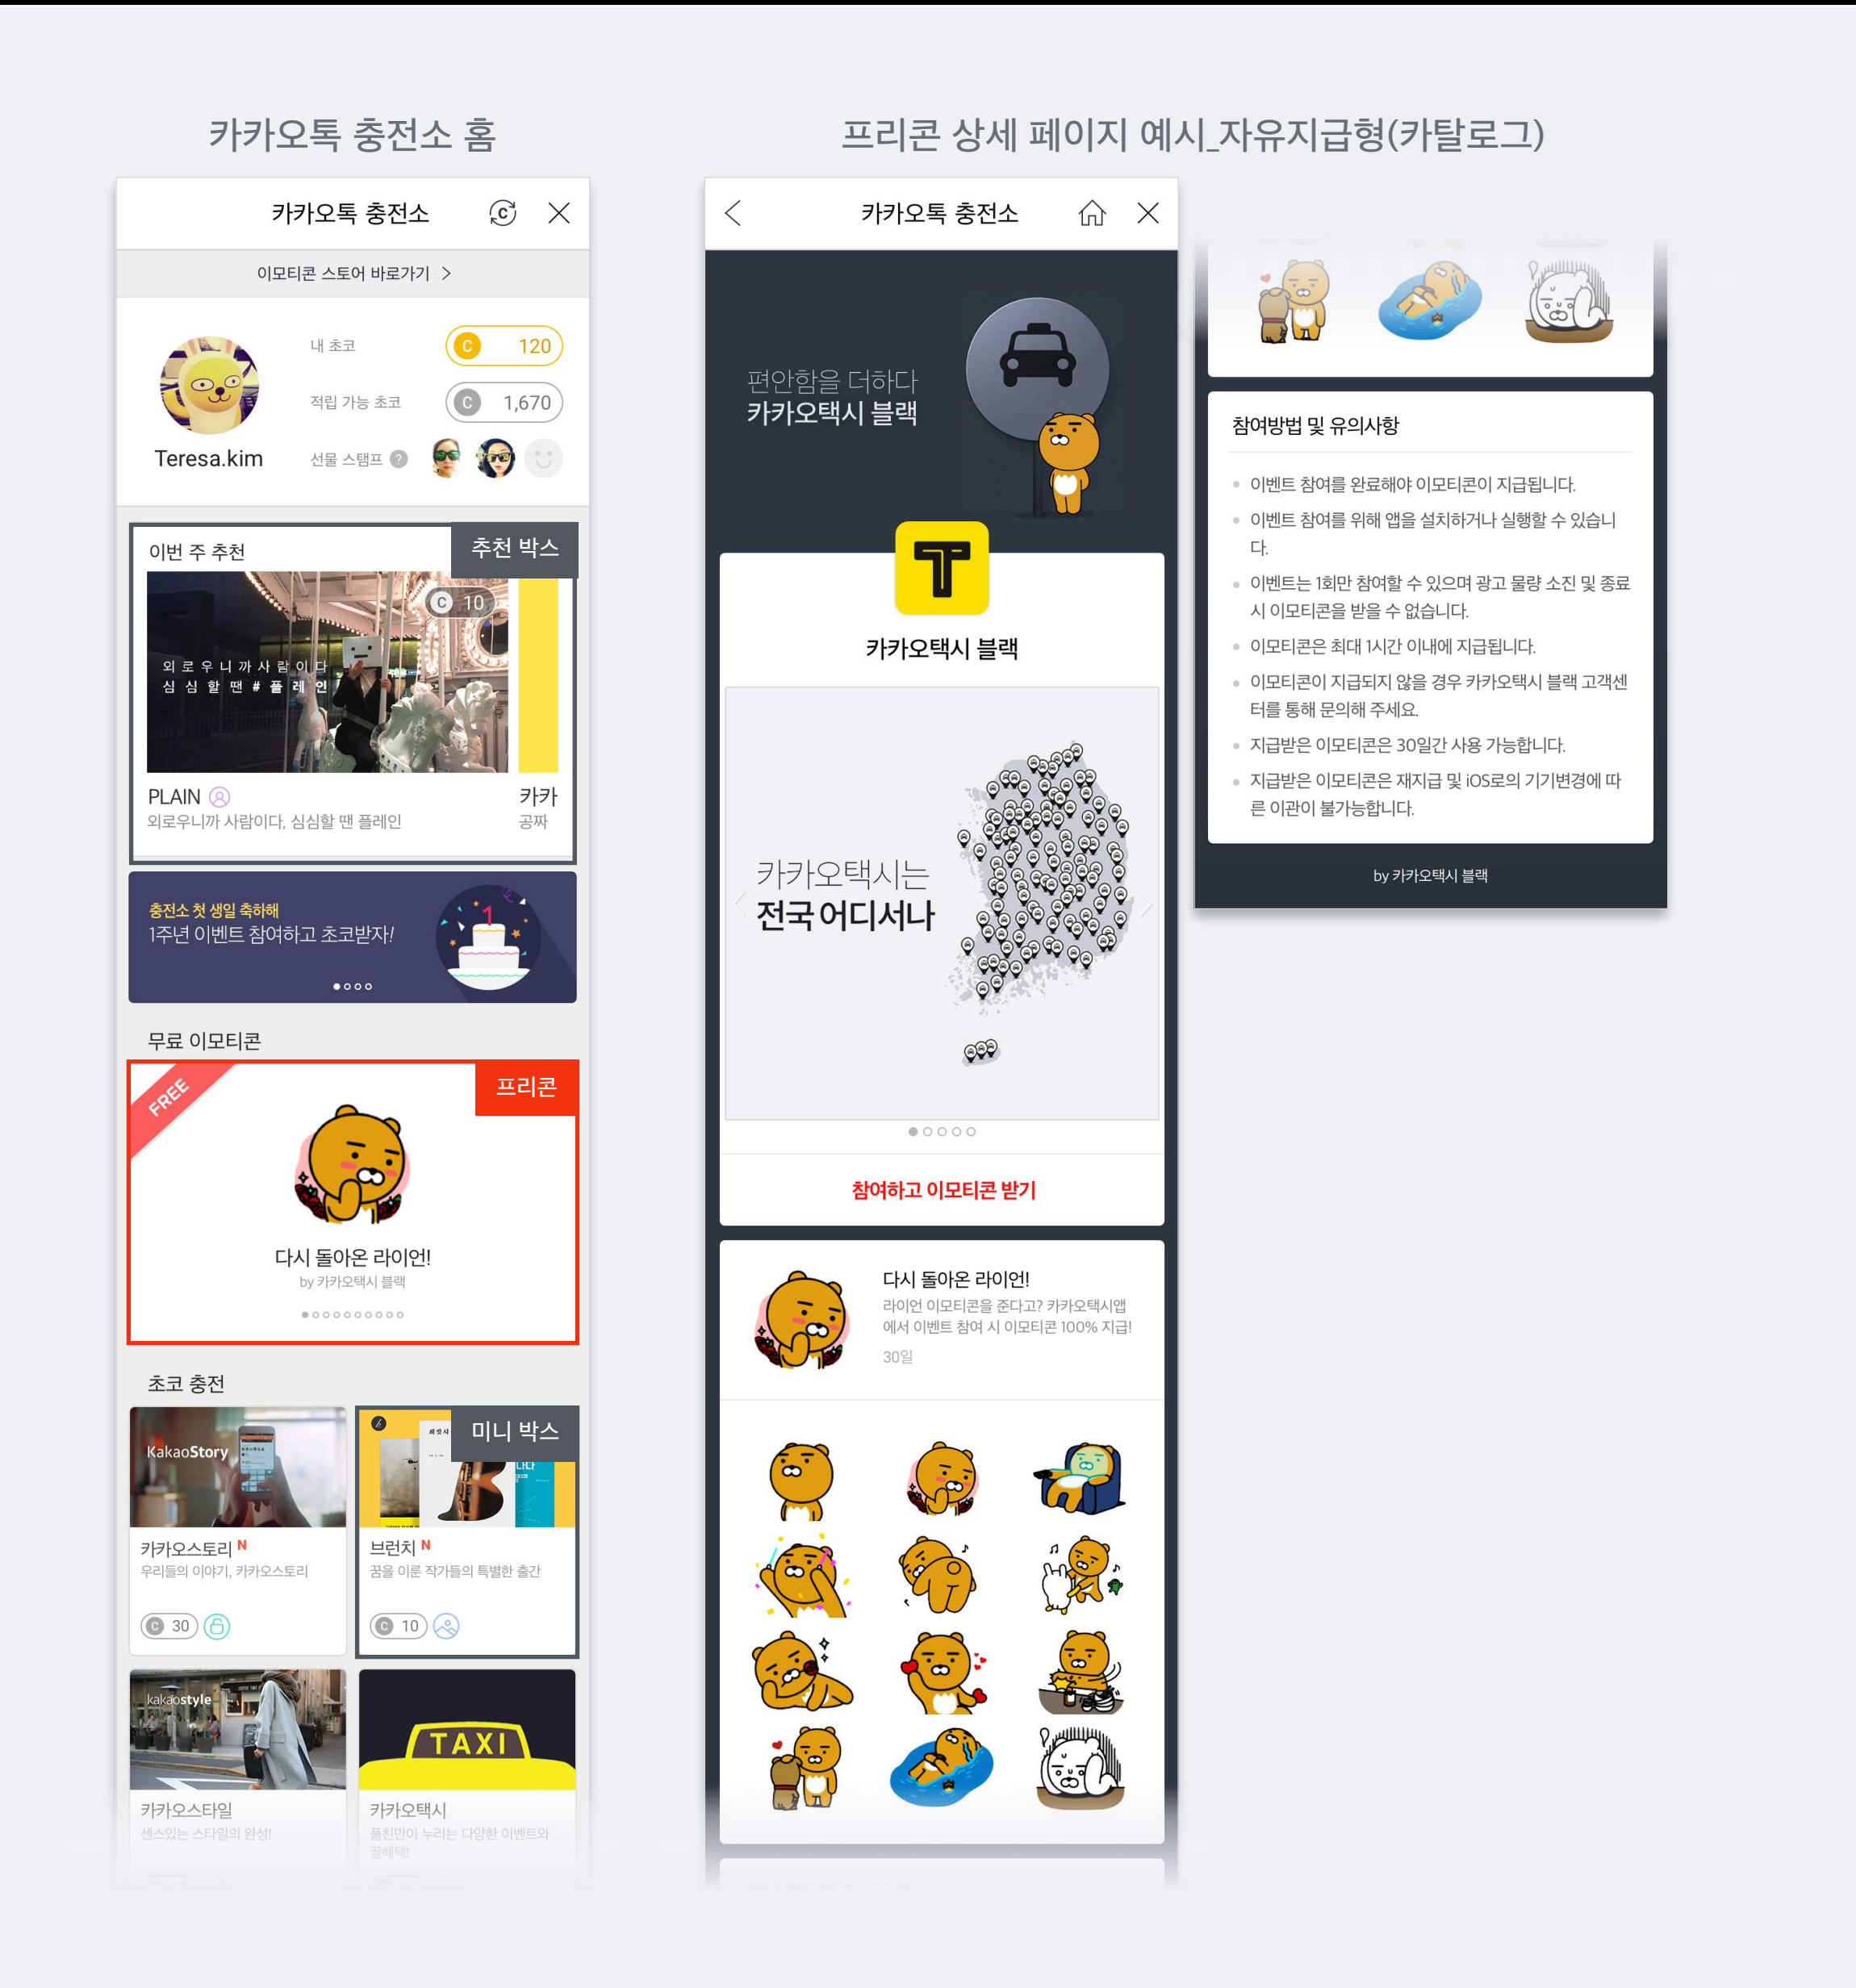 카카오톡 충전소 홈
프리콘 상세 페이지 예시_자유지급형(카탈로그)
카카오톡 충전소
이모티콘 스토어 바로가기 >
내 초코
C 120
적립 가능 초코
C 1,670
Teresa.kim
선물 스탬프 ?
이번 주 추천
추천 박스
C 10
외로우니까사람이다
심심할땐#플레인
PLAIN
외로우니까 사람이다, 심심할 땐 플레인
카카
공짜
충전소 첫 생일 축하해
1주년 이벤트 참여하고 초코받자!
1
무료 이모티콘
FREE
프리콘
다시 돌아온 라이언!
by 카카오택시 블랙
초코 충전
KakaoStory
미니 박스
카카오스토리 N
우리들의 이야기, 카카오스토리
C 30
브런치 N
꿈을 이룬 작가들의 특별한 출간
C 10
kakaostyle
TAXI
카카오스타일
센스있는 스타일의 완성!
카카오택시
플친만이 누리는 다양한 이벤트와
꿀혜택!
카카오톡 충전소
편안함을 더하다
카카오택시 블랙
T
카카오택시 블랙
카카오택시는
전국 어디서나
참여하고 이모티콘 받기
다시 돌아온 라이언!
라이언 이모티콘을 준다고? 카카오택시앱
에서 이벤트 참여 시 이모티콘 100% 지급!
30일
참여방법 및 유의사항
이벤트 참여를 완료해야 이모티콘이 지급됩니다.
이벤트 참여를 위해 앱을 설치하거나 실행할 수 있습니
다.
이벤트는 1회만 참여할 수 있으며 광고 물량 소진 및 종료
시 이모티콘을 받을 수 없습니다.
이모티콘은 최대 1시간 이내에 지급됩니다.
이모티콘이 지급되지 않을 경우 카카오택시 블랙 고객센
터를 통해 문의해 주세요.
지급받은 이모티콘은 30일간 사용 가능합니다.
지급받은 이모티콘은 재지급 및 iOS로의 기기변경에 따
른 이관이 불가능합니다.
by 카카오택시 블랙